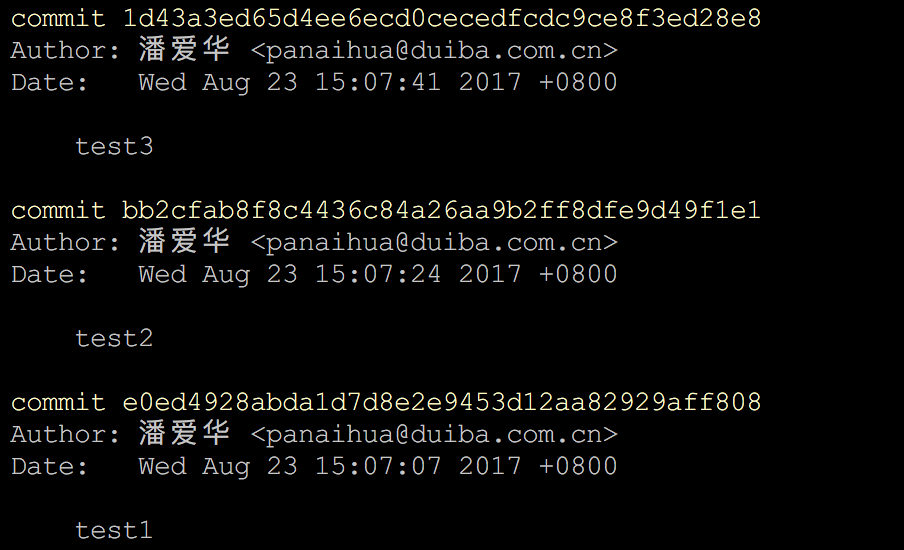 commit 1d43a3ed65d4ee6ecd0cecedfcdc9ce8f3ed28e8
Author: 潘爱华 <panaihua@duiba.com.cn>
Date:   Wed Aug 23 15:07:41 2017 +0800
test3
commit bb2cfab8f8c4436c84a26aa9b2ff8dfe9d49f1e1
Author: 潘爱华 <panaihua@duiba.com.cn>
Date:   Wed Aug 23 15:07:24 2017 +0800
test2
commit e0ed4928abda1d7d8e2e9453d12aa82929aff808
Author: 潘爱华 <panaihua@duiba.com.cn>
Date:   Wed Aug 23 15:07:07 2017 +0800
test1